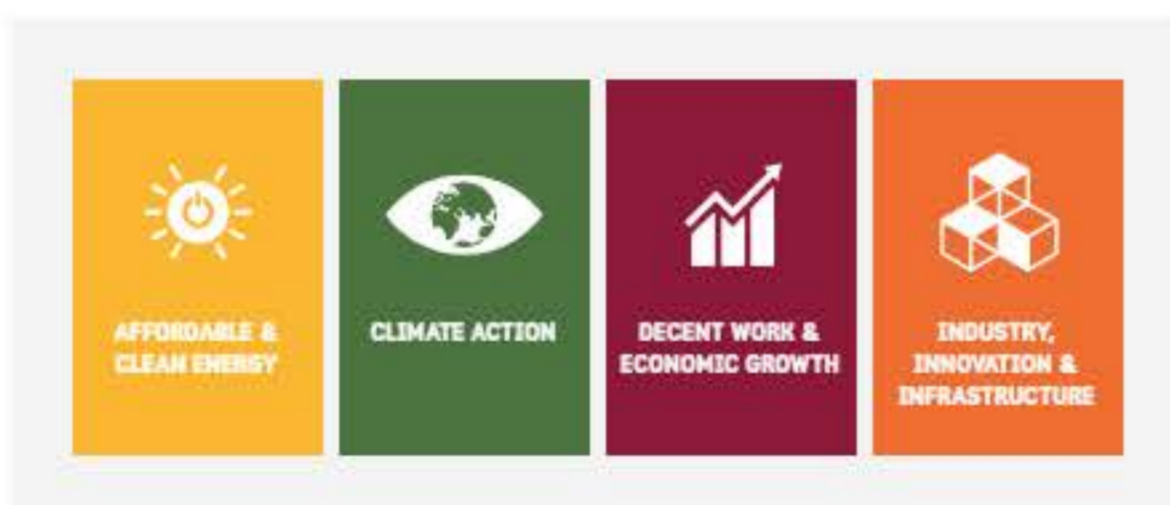 AFFORDABLE &
CLEAN ENERGY
CLIMATE ACTION
DECENT WORK &
ECONOMIC GROWTH
INDUSTRY,
INNOVATION &
INFRASTRUCTURE